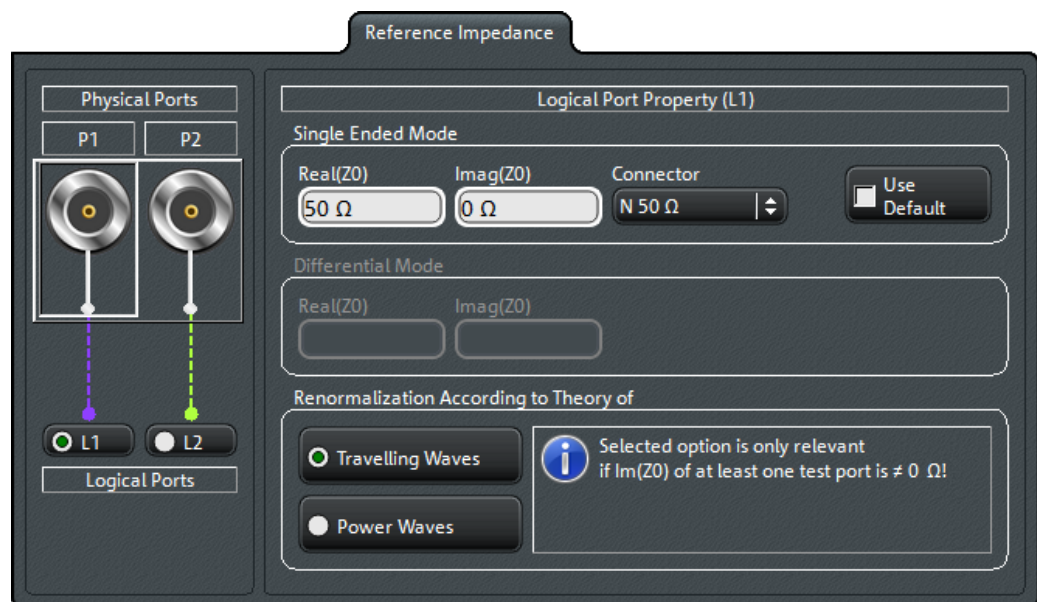 Reference Impedance
Physical Ports
P1 P2
L1 L2
Logical Ports
Logical Port Property (L1)
Single Ended Mode
Real(Z0) Imag(Z0) Connector
50 Ω 0 Ω N 50 Ω
Use
Default
Differential Mode
Real(Z0) Imag(Z0)
Renormalization According to Theory of
Travelling Waves
Power Waves
Selected option is only relevant
if Im(Z0) of at least one test port is ≠ 0 Ω!